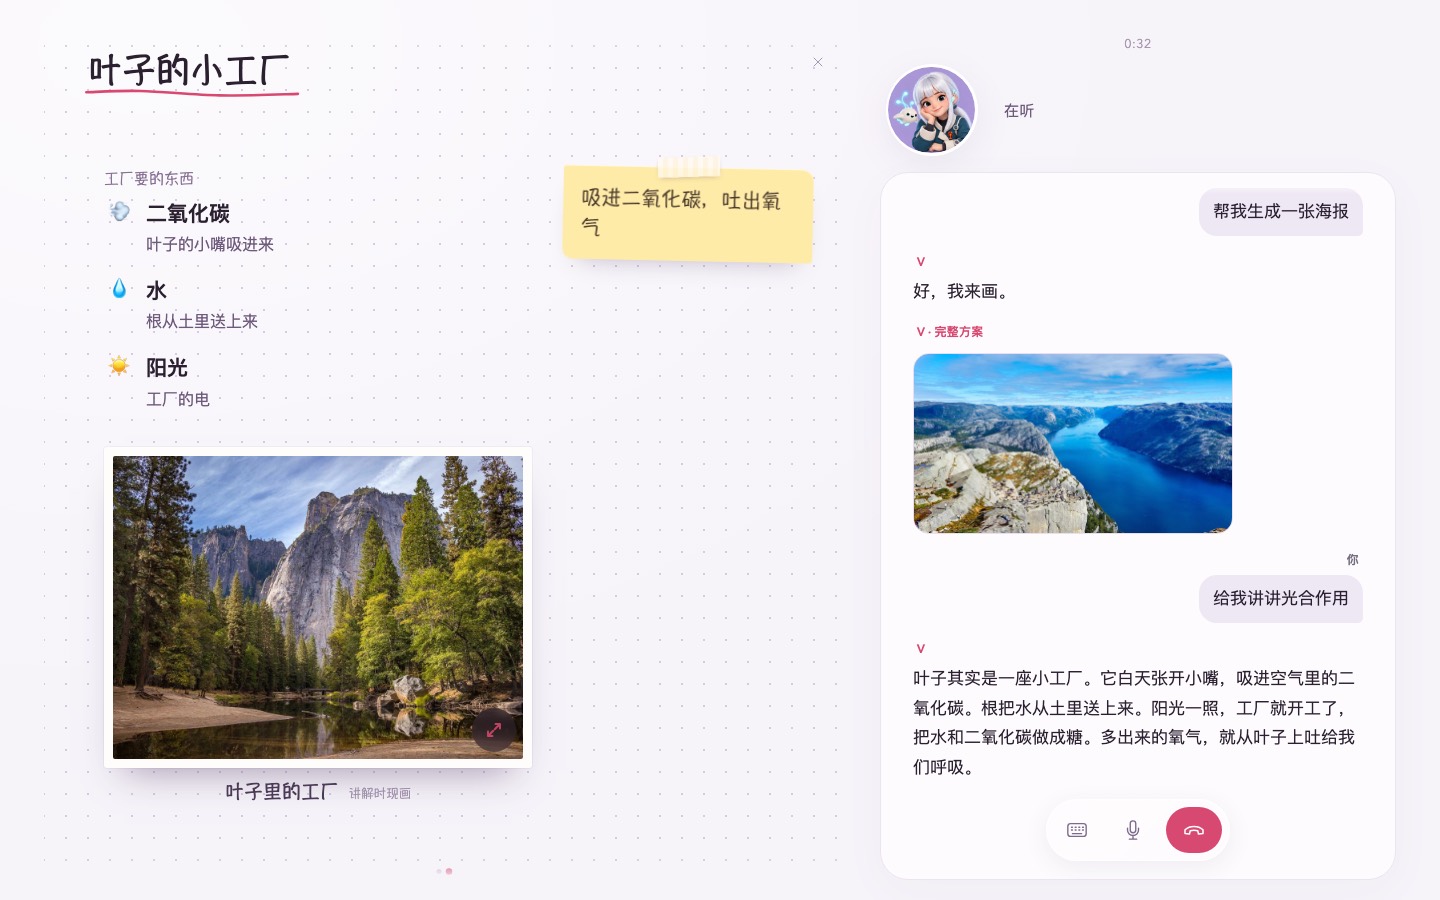 叶子的小工厂
工厂要的东西
二氧化碳
叶子的小嘴吸进来
水
根从土里送上来
阳光
工厂的电
吸进二氧化碳，吐出氧
气
叶子里的工厂 讲解时现画
0:32
在听
帮我生成一张海报
V
好，我来画。
V · 完整方案
你
给我讲讲光合作用
V
叶子其实是一座小工厂。它白天张开小嘴，吸进空气里的二
氧化碳。根把水从土里送上来。阳光一照，工厂就开工了，
把水和二氧化碳做成糖。多出来的氧气，就从叶子上吐给我
们呼吸。